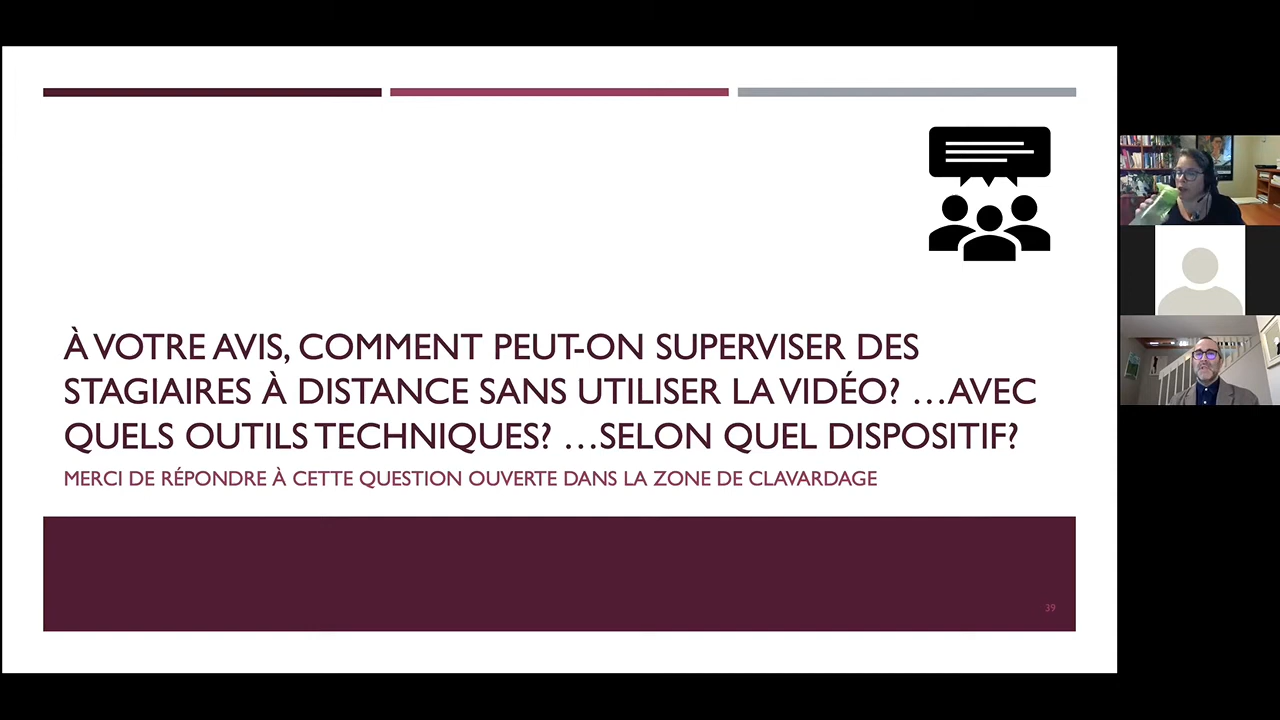 À VOTRE AVIS, COMMENT PEUT-ON SUPERVISER DES
STAGIAIRES À DISTANCE SANS UTILISER LA VIDÉO? ...AVEC
QUELS OUTILS TECHNIQUES? ...SELON QUEL DISPOSITIF?
MERCI DE RÉPONDRE À CETTE QUESTION OUVERTE DANS LA ZONE DE CLAVARDAGE
39